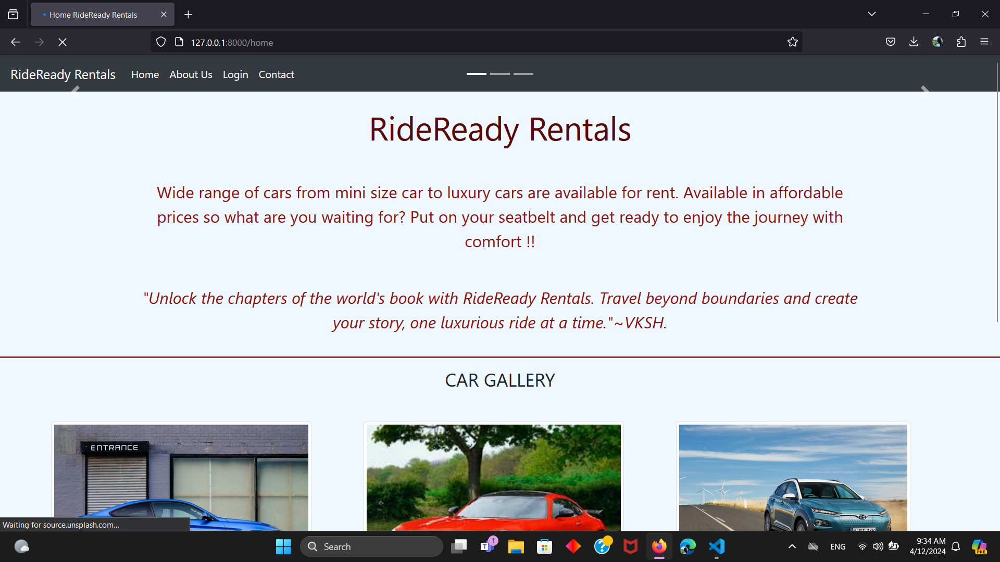 Home RideReady Rentals
127.0.0.1:8000/home
RideReady Rentals Home About Us Login Contact
RideReady Rentals
Wide range of cars from mini size car to luxury cars are available for rent. Available in affordable
prices so what are you waiting for? Put on your seatbelt and get ready to enjoy the journey with
comfort !!
"Unlock the chapters of the world's book with RideReady Rentals. Travel beyond boundaries and create
your story, one luxurious ride at a time."~VKSH.
CAR GALLERY
ENTRANCE
Waiting for source.unsplash.com...
Search
T
1
?
ENG
9:34 AM
4/12/2024
PRE